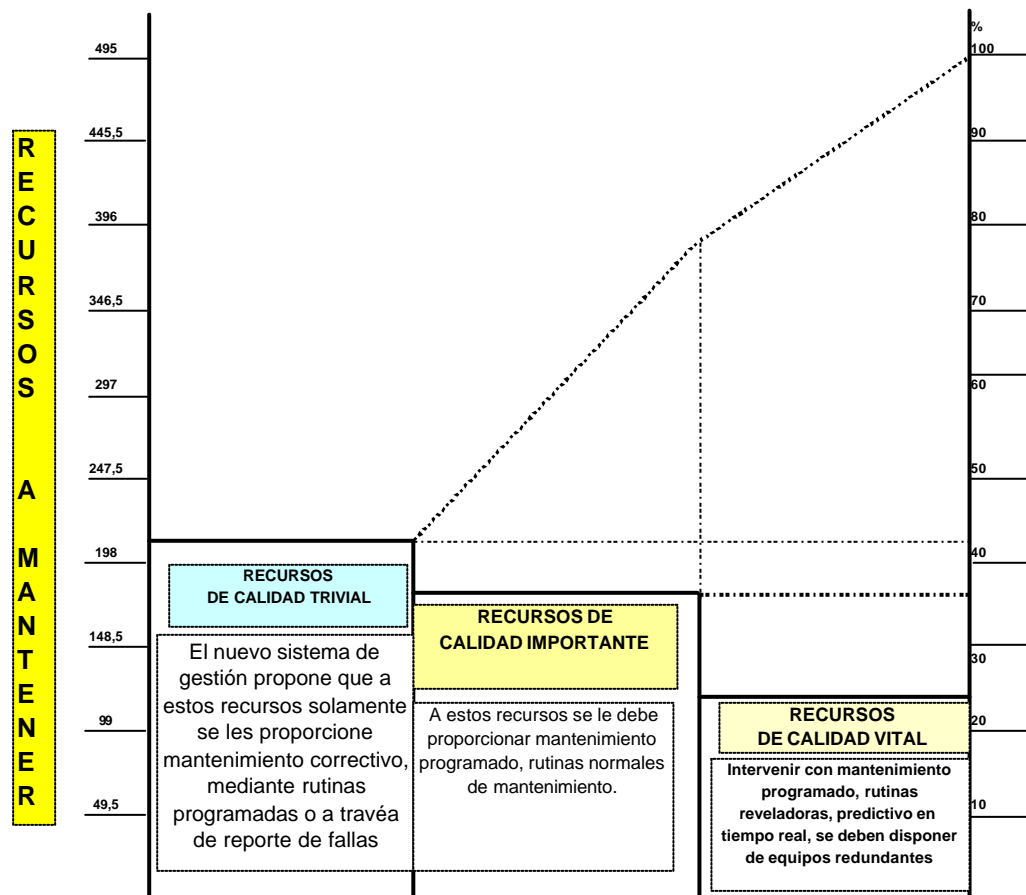 RECURSOS A MANTENER
495
445,5
396
346,5
297
247,5
198
148,5
99
49,5
%
100
90
80
70
60
50
40
30
20
10
RECURSOS
DE CALIDAD TRIVIAL
El nuevo sistema de
gestión propone que a
estos recursos solamente
se les proporcione
mantenimiento correctivo,
mediante rutinas
programadas o a travéa
de reporte de fallas
RECURSOS DE
CALIDAD IMPORTANTE
A estos recursos se le debe
proporcionar mantenimiento
programado, rutinas normales
de mantenimiento.
RECURSOS
DE CALIDAD VITAL
Intervenir con mantenimiento
programado, rutinas
reveladoras, predictivo en
tiempo real, se deben disponer
de equipos redundantes